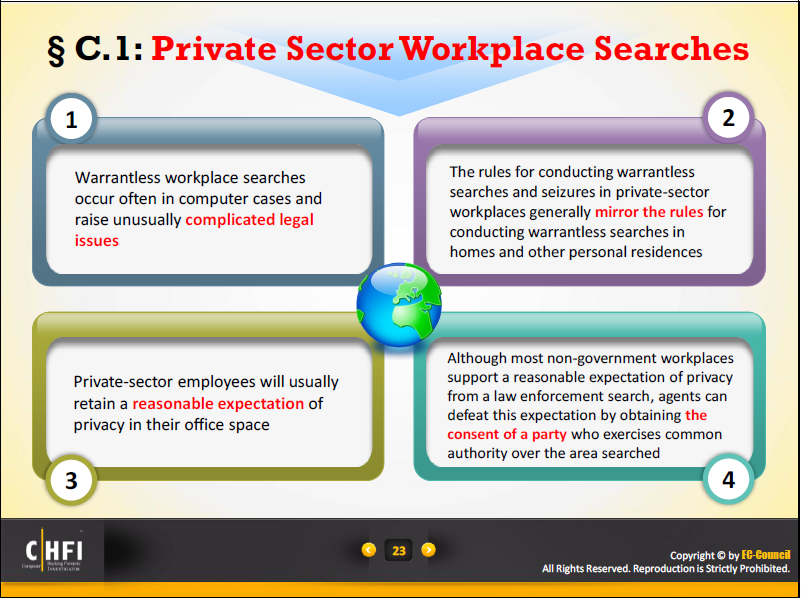 § C.1: Private Sector Workplace Searches
1
Warrantless workplace searches
occur often in computer cases and
raise unusually complicated legal
issues
2
The rules for conducting warrantless
searches and seizures in private-sector
workplaces generally mirror the rules for
conducting warrantless searches in
homes and other personal residences
Private-sector employees will usually
retain a reasonable expectation of
privacy in their office space
3
Although most non-government workplaces
support a reasonable expectation of privacy
from a law enforcement search, agents can
defeat this expectation by obtaining the
consent of a party who exercises common
authority over the area searched
4
CHFI
Computer Hacking Forensic
INVESTIGATOR
23
Copyright © by EC-Council
All Rights Reserved. Reproduction is Strictly Prohibited.